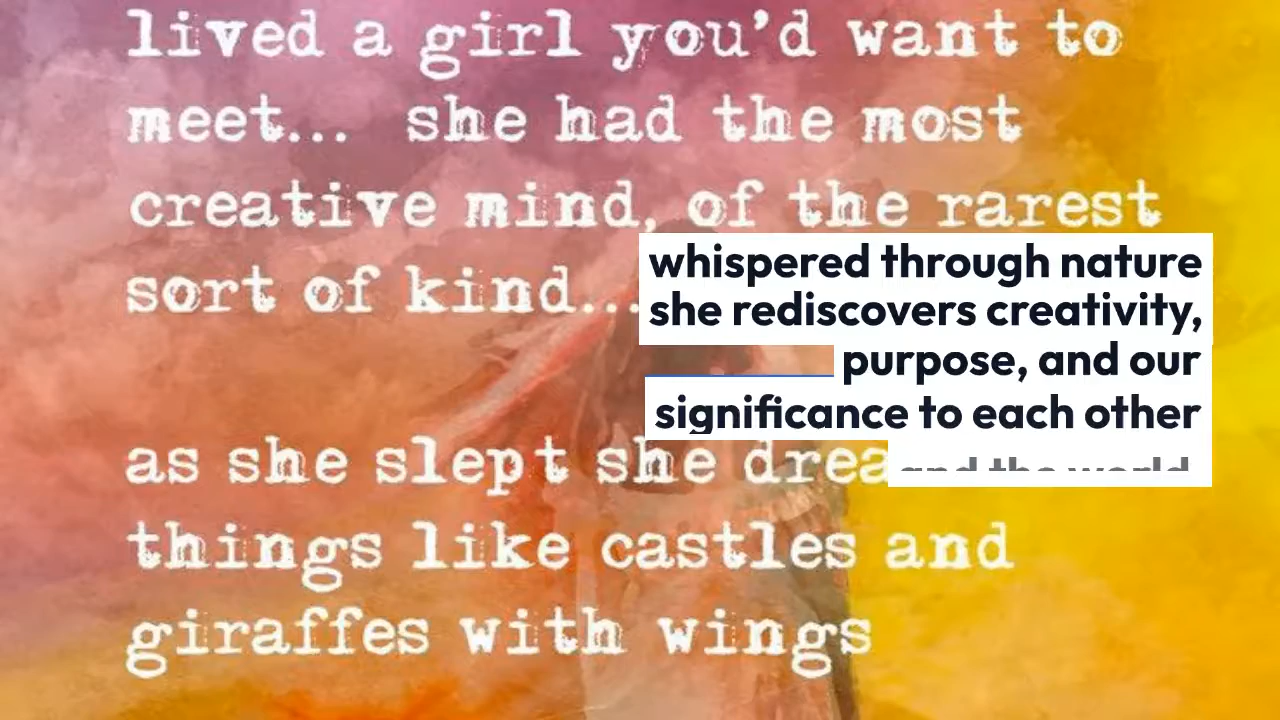 lived a girl you'd want to
meet... she had the most
creative mind, of the rarest
sort of kind...
whispered through nature
she rediscovers creativity,
purpose, and our
significance to each other
and the world
as she slept she drea
things like castles and
giraffes with wings